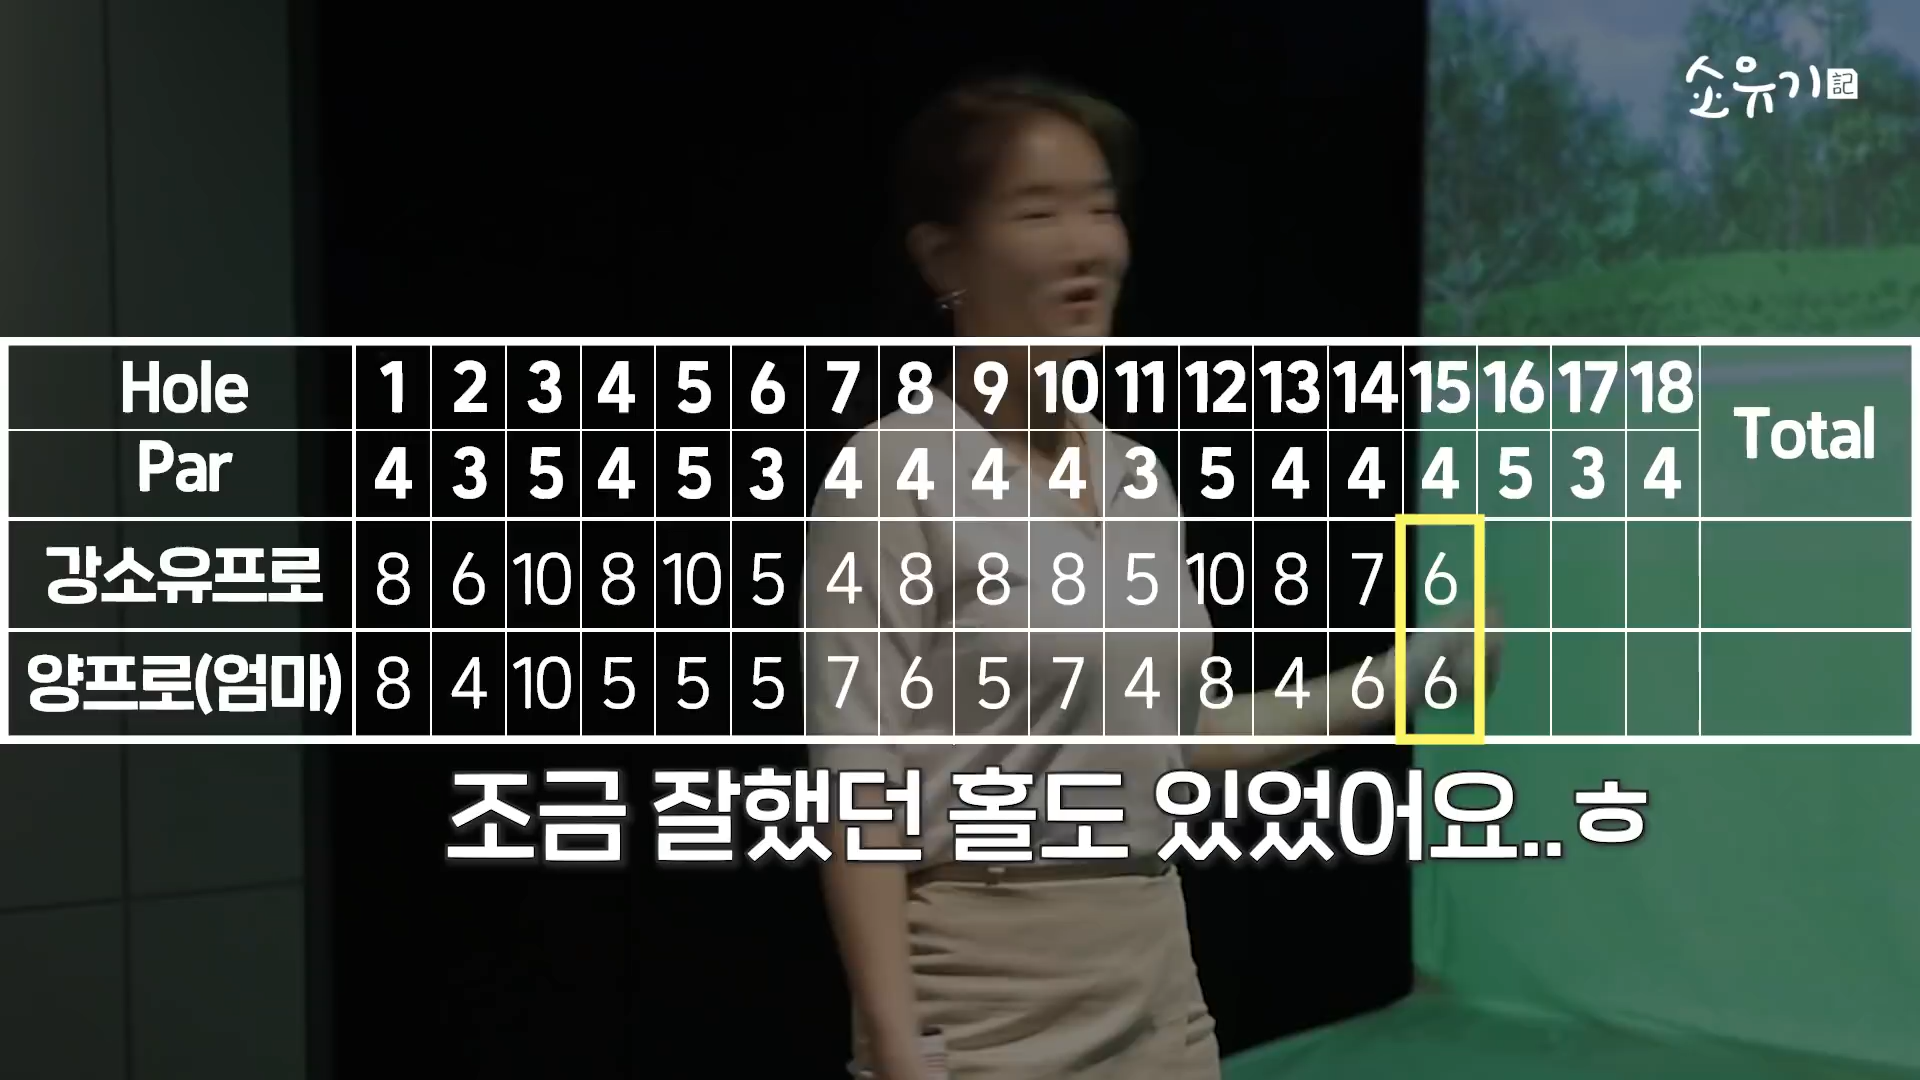 소유기 記
Hole 1 2 3 4 5 6 7 8 9 10 11 12 13 14 15 16 17 18 Total
Par 4 3 5 4 5 3 4 4 4 4 3 5 4 4 4 5 3 4
강소유프로 8 6 10 8 10 5 4 8 8 8 5 10 8 7 6
양프로(엄마) 8 4 10 5 5 5 7 6 5 7 4 8 4 6 6
조금 잘했던 홀도 있었어요..ㅎ